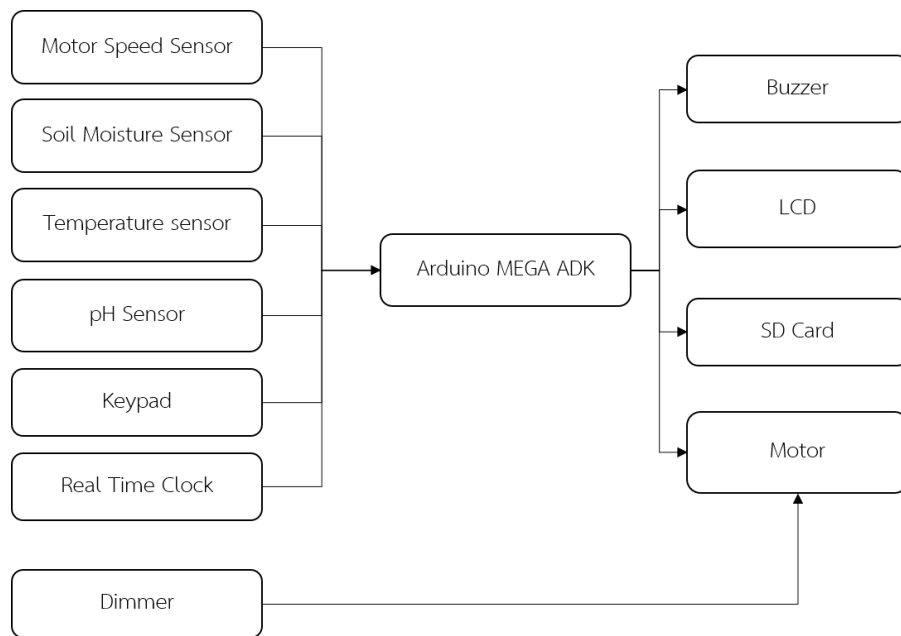 Motor Speed Sensor
Soil Moisture Sensor
Temperature sensor
pH Sensor
Keypad
Real Time Clock
Dimmer
Arduino MEGA ADK
Buzzer
LCD
SD Card
Motor